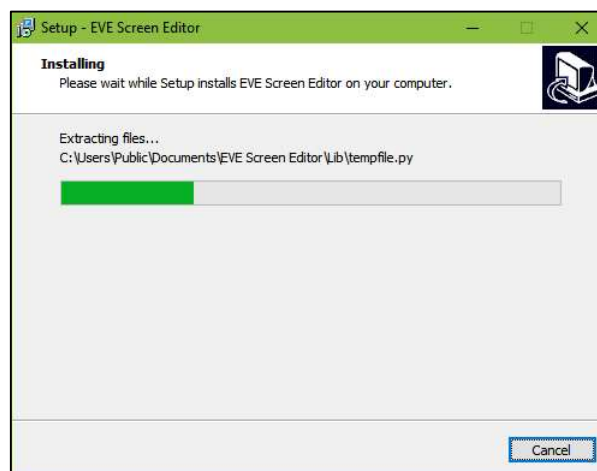 Setup - EVE Screen Editor
Installing
Please wait while Setup installs EVE Screen Editor on your computer.
Extracting files...
C:\Users\Public\Documents\EVE Screen Editor\Lib\tempfile.py
Cancel